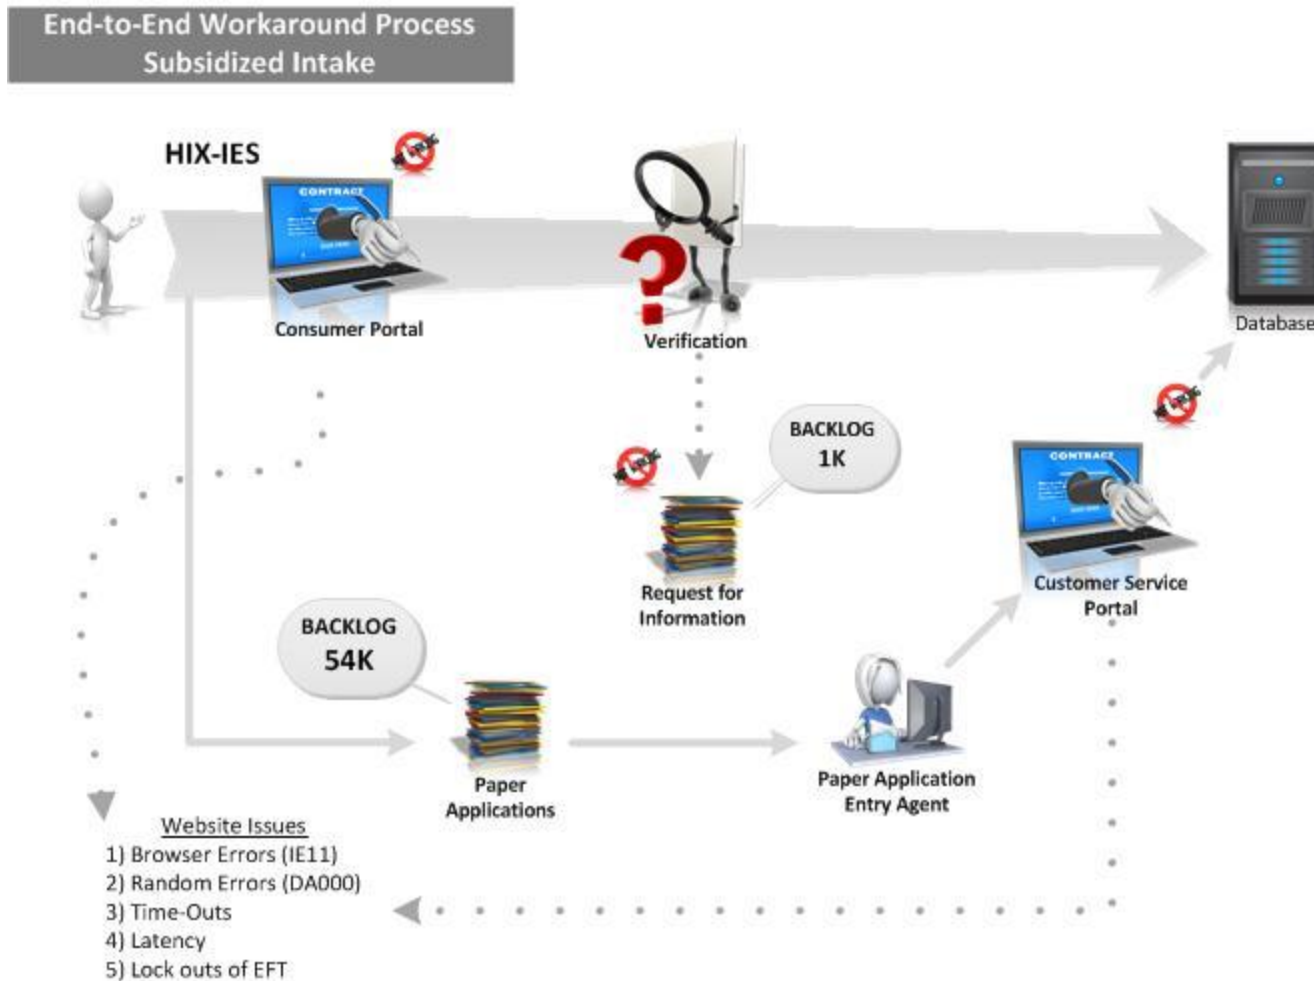 End-to-End Workaround Process
Subsidized Intake
HIX-IES
CONTRACT
Consumer Portal
Verification
Database
BACKLOG
1K
CONTRACT
Request for
Information
Customer Service
Portal
BACKLOG
54K
Paper
Applications
Paper Application
Entry Agent
Website Issues
1) Browser Errors (IE11)
2) Random Errors (DA000)
3) Time-Outs
4) Latency
5) Lock outs of EFT